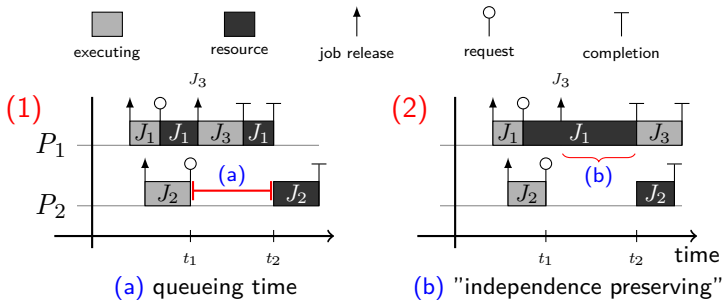 executing resource job release request completion
J3 J3
(1) (2)
P1 J1 J1 J3 J1 J1 J1 J3
(a) (b)
P2 J2 J2 J2 J2
t1 t2 t1 t2 time
(a) queueing time (b) "independence preserving"